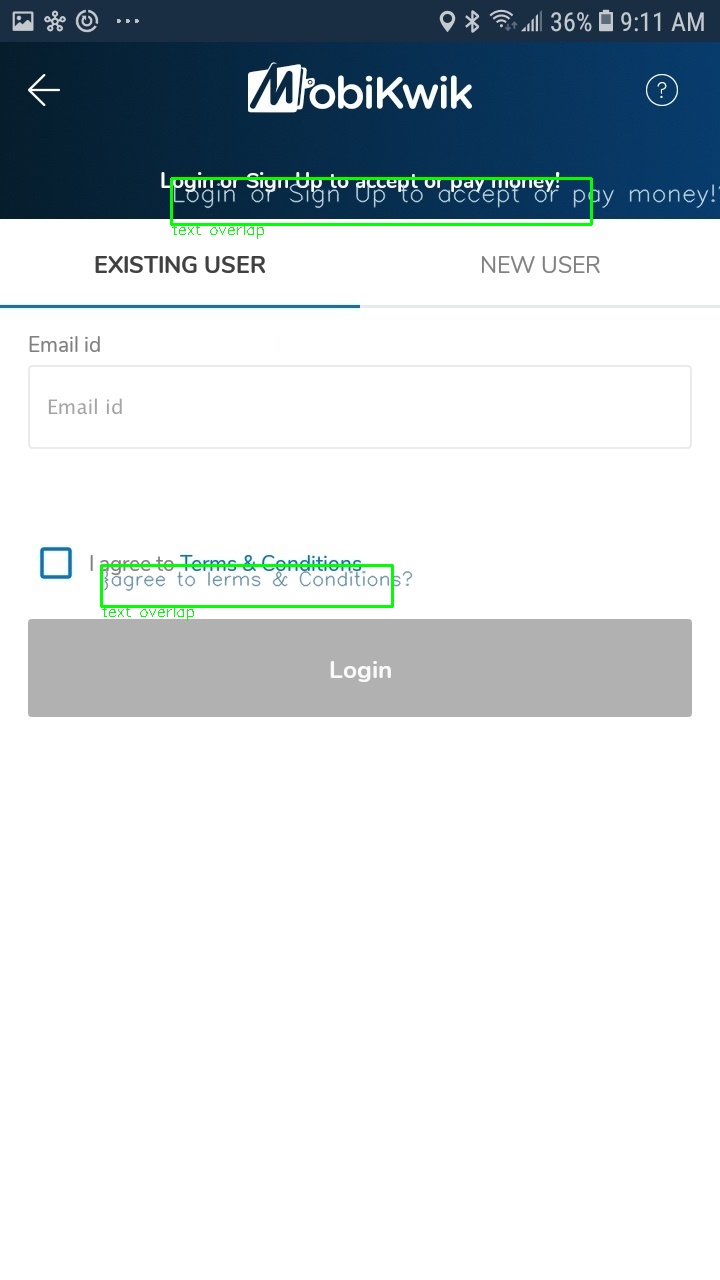 36% 9:11 AM
MobiKwik
?
Login or Sign Up to accept or pay money!
Login or Sign Up to accept or pay money!
text overlap
EXISTING USER NEW USER
Email id
Email id
I agree to Terms & Conditions.
agree to Terms & Conditions?
text overlap
Login